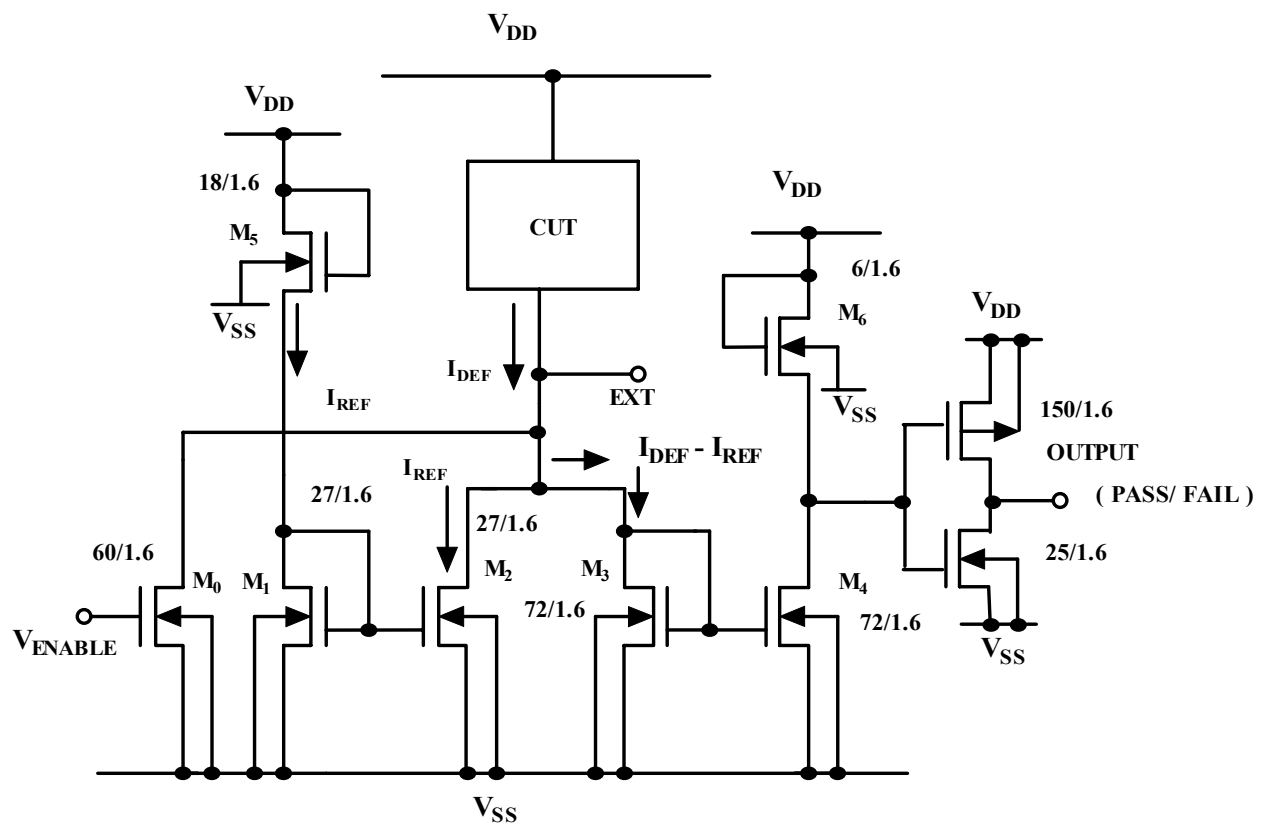 V_DD
V_DD
18/1.6
M_5
V_SS
CUT
V_DD
6/1.6
M_6
V_SS
V_DD
I_REF
I_DEF
EXT
150/1.6
OUTPUT
( PASS/ FAIL )
I_REF
I_DEF - I_REF
27/1.6
27/1.6
60/1.6
M_0
M_1
M_2
M_3
M_4
25/1.6
72/1.6
72/1.6
V_ENABLE
V_SS
V_SS